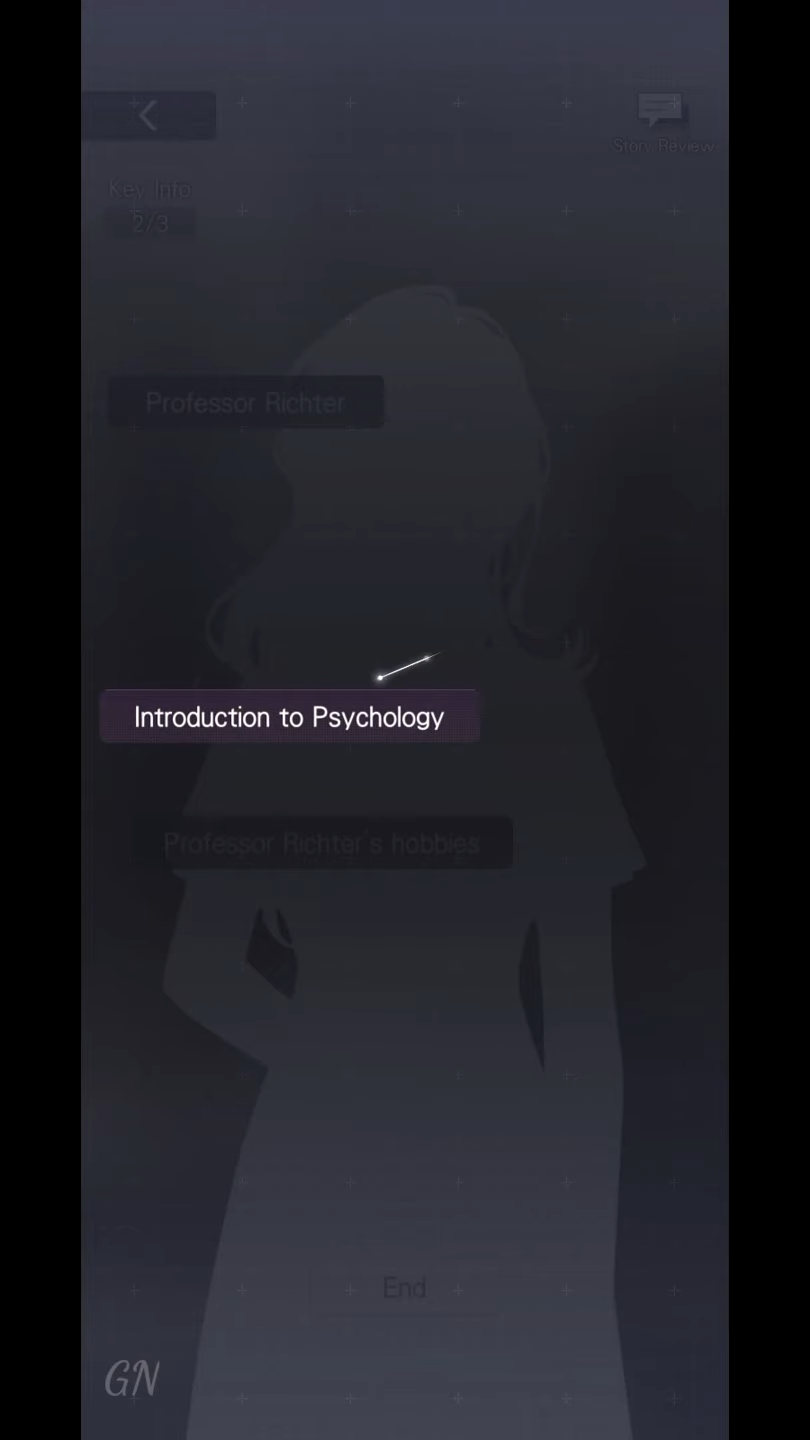 Story Review
Key Info
2/3
Professor Richter
Introduction to Psychology
Professor Richter's hobbies
End
GN